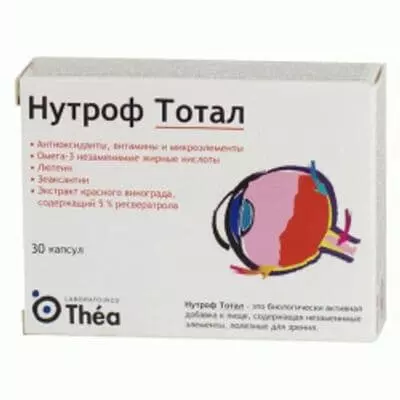 Нутроф Тотал
• Антиоксиданты, витамины и микроэлементы
• Омега-3 незаменимые жирные кислоты
• Лютеин
• Зеаксантин
• Экстракт красного винограда,
содержащий 5 % ресвератрола
30 капсул
LABORATOIRES
Théa
Нутроф Тотал - это биологически активная
добавка к пище, содержащая незаменимые
элементы, полезные для зрения.